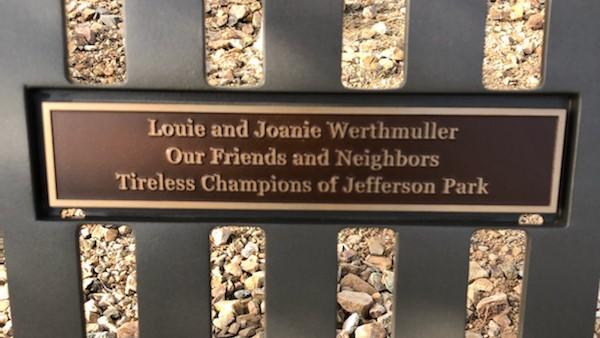 Louie and Joanie Werthmuller
Our Friends and Neighbors
Tireless Champions of Jefferson Park